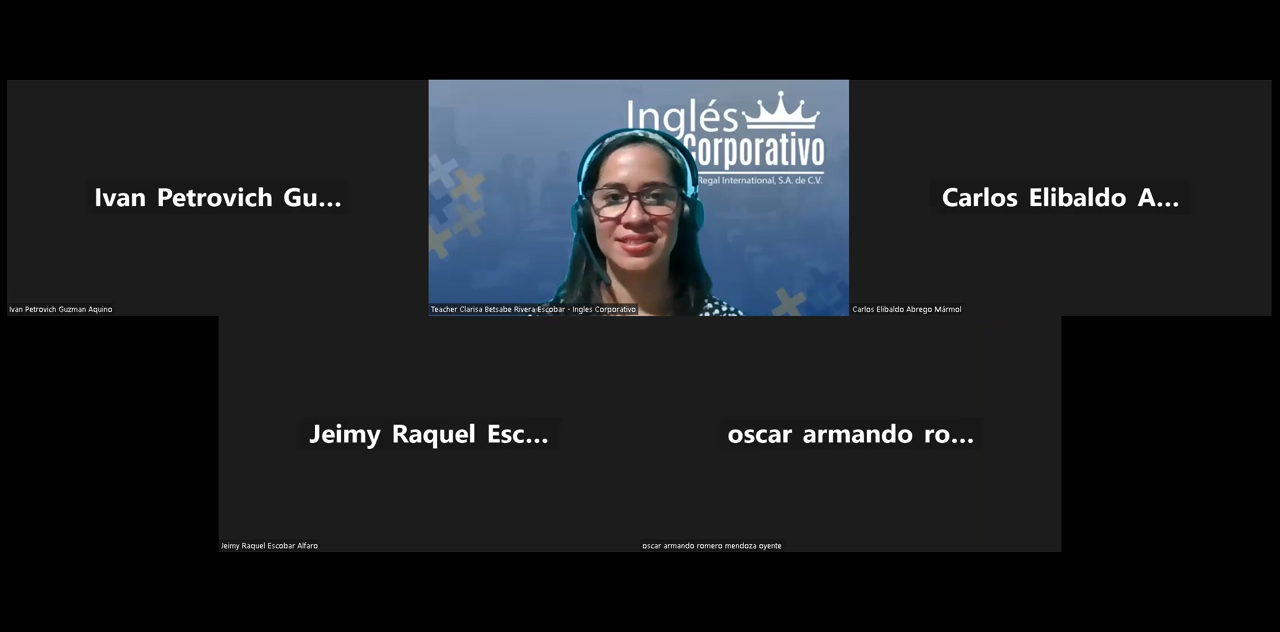 Ivan Petrovich Gu...
Ivan Petrovich Guzman Aquino
Inglés
Corporativo
Regal International, S.A. de C.V.
Teacher Clarisa Betsabe Rivera Escobar - Ingles Corporativo
Carlos Elibaldo A...
Carlos Elibaldo Abrego Mármol
Jeimy Raquel Esc...
Jeimy Raquel Escobar Alfaro
oscar armando ro...
oscar armando romero mendoza oyente